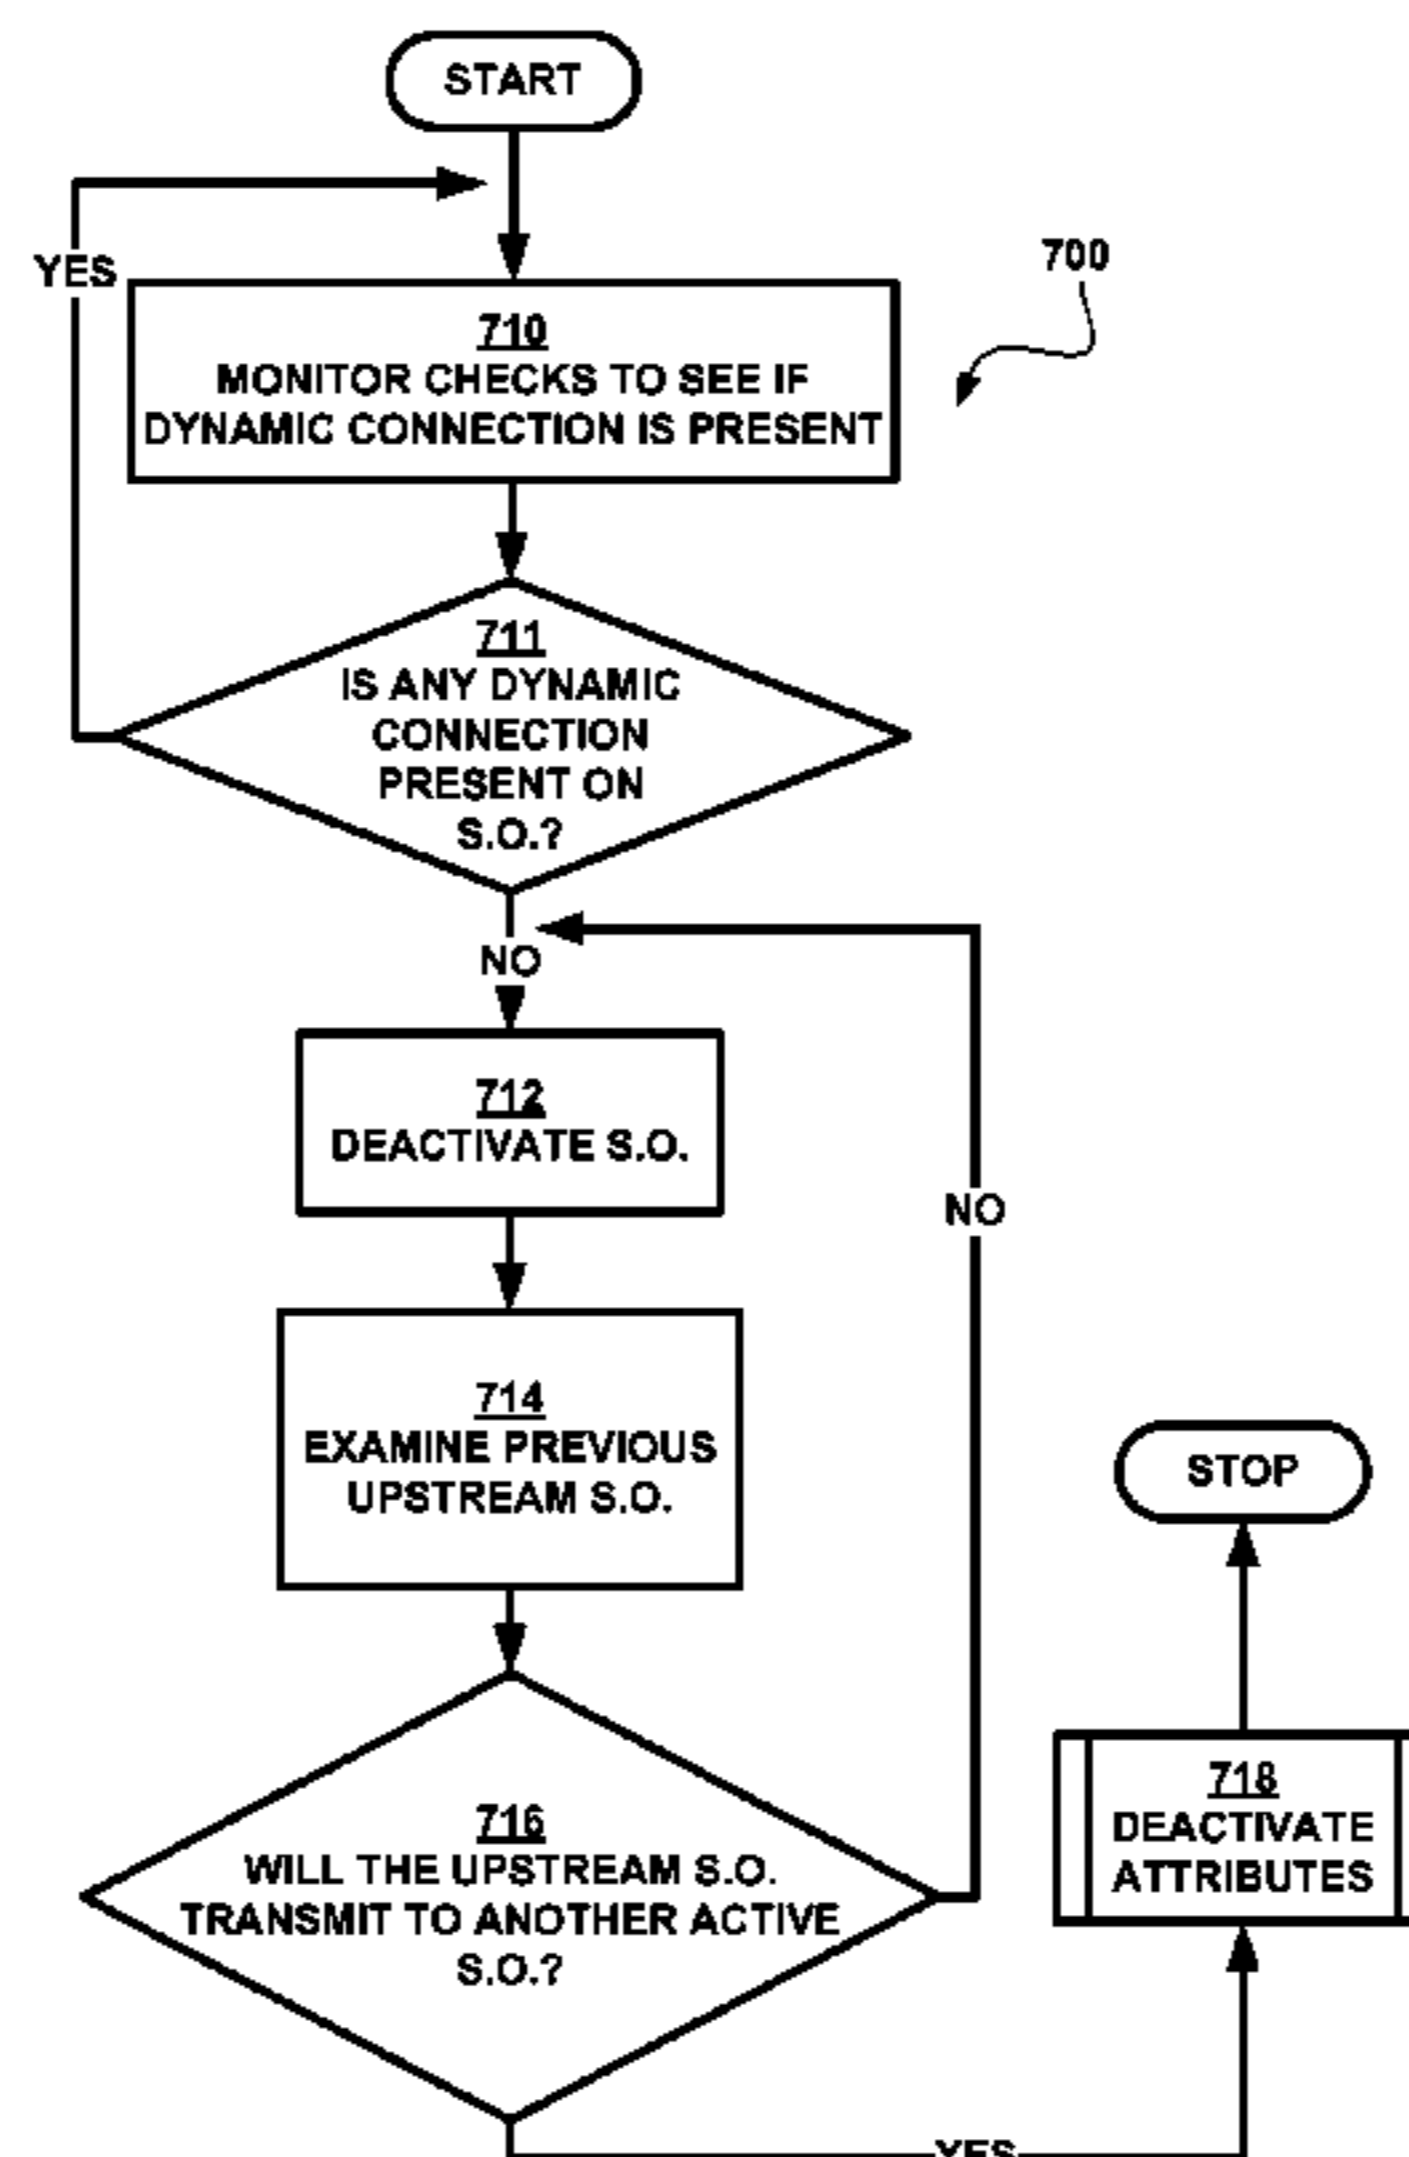 START
YES
700
710
MONITOR CHECKS TO SEE IF
DYNAMIC CONNECTION IS PRESENT
711
IS ANY DYNAMIC
CONNECTION
PRESENT ON
S.O.?
NO
712
DEACTIVATE S.O.
NO
714
EXAMINE PREVIOUS
UPSTREAM S.O.
STOP
716
WILL THE UPSTREAM S.O.
TRANSMIT TO ANOTHER ACTIVE
S.O.?
718
DEACTIVATE
ATTRIBUTES
YES